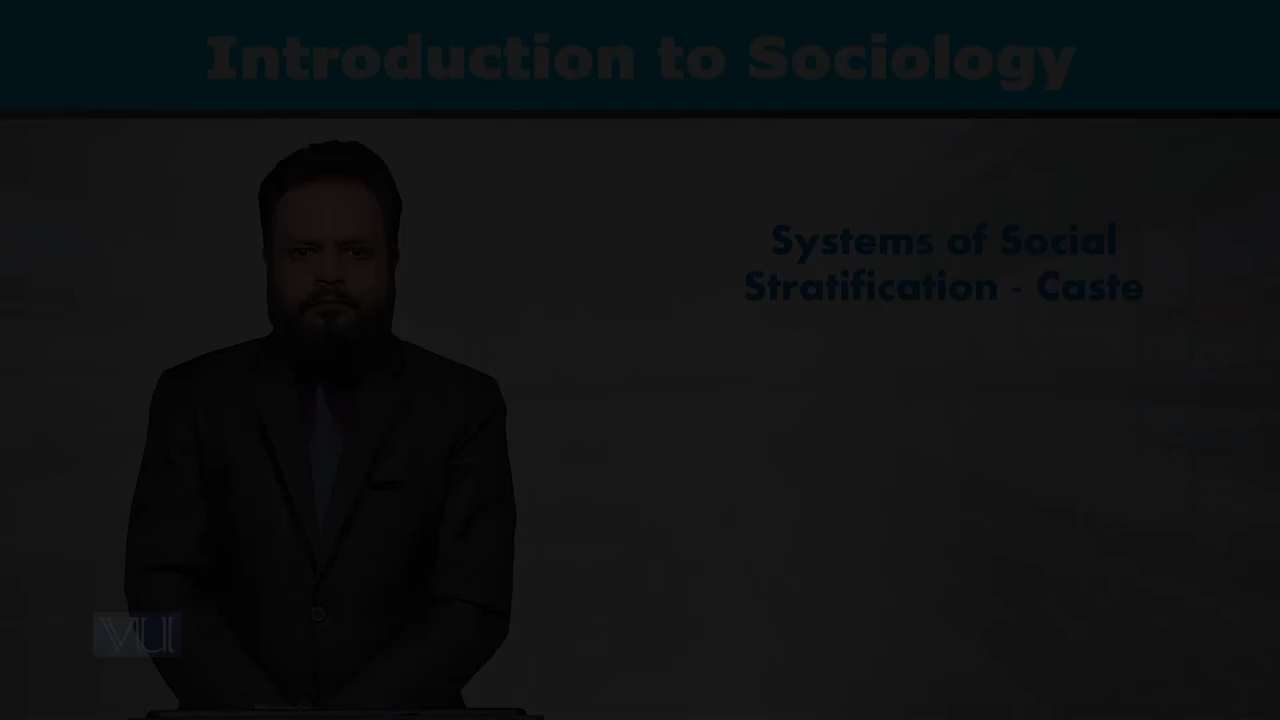 Introduction to Sociology
Systems of Social
Stratification - Caste
VU